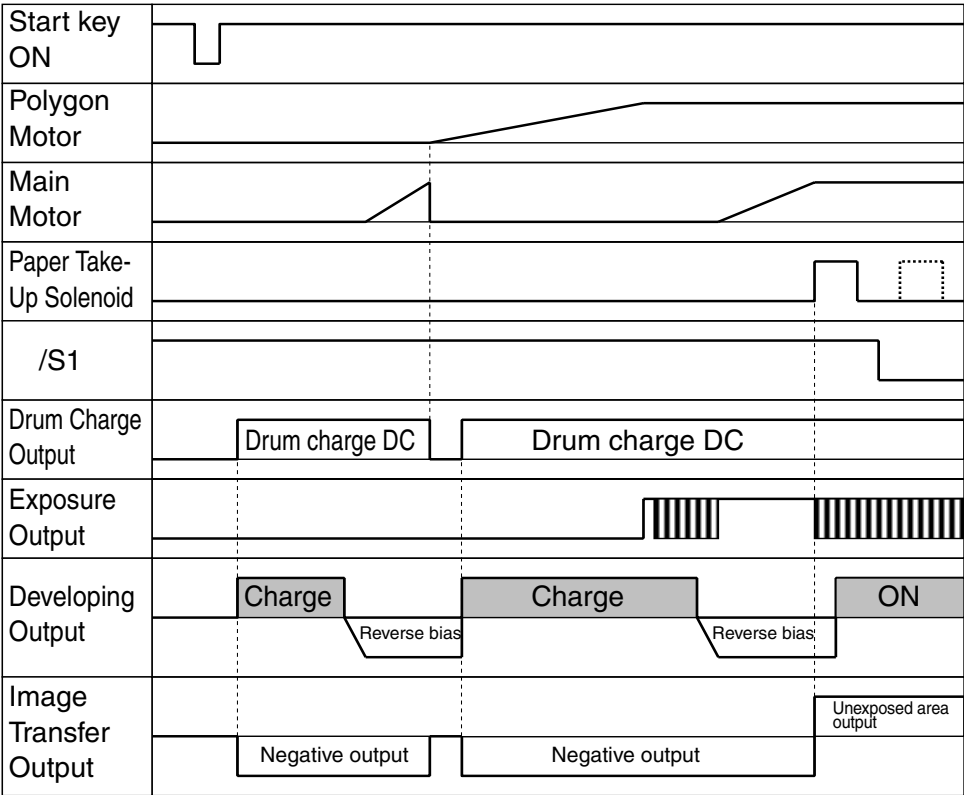 Start key
ON
Polygon
Motor
Main
Motor
Paper Take-
Up Solenoid
/S1
Drum Charge
Output
Drum charge DC
Drum charge DC
Exposure
Output
Developing
Output
Charge
Reverse bias
Charge
Reverse bias
ON
Image
Transfer
Output
Negative output
Negative output
Unexposed area
output